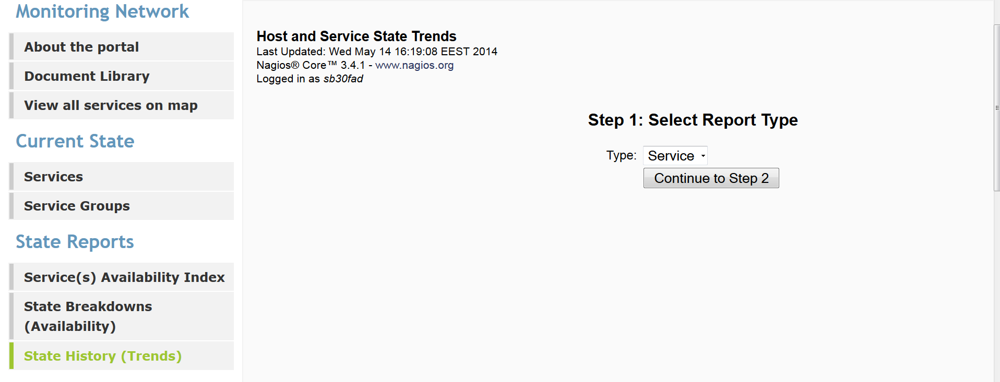 Monitoring Network
About the portal
Document Library
View all services on map
Current State
Services
Service Groups
State Reports
Service(s) Availability Index
State Breakdowns
(Availability)
State History (Trends)
Host and Service State Trends
Last Updated: Wed May 14 16:19:08 EEST 2014
Nagios® Core™ 3.4.1 - www.nagios.org
Logged in as sb30fad
Step 1: Select Report Type
Type: Service
Continue to Step 2